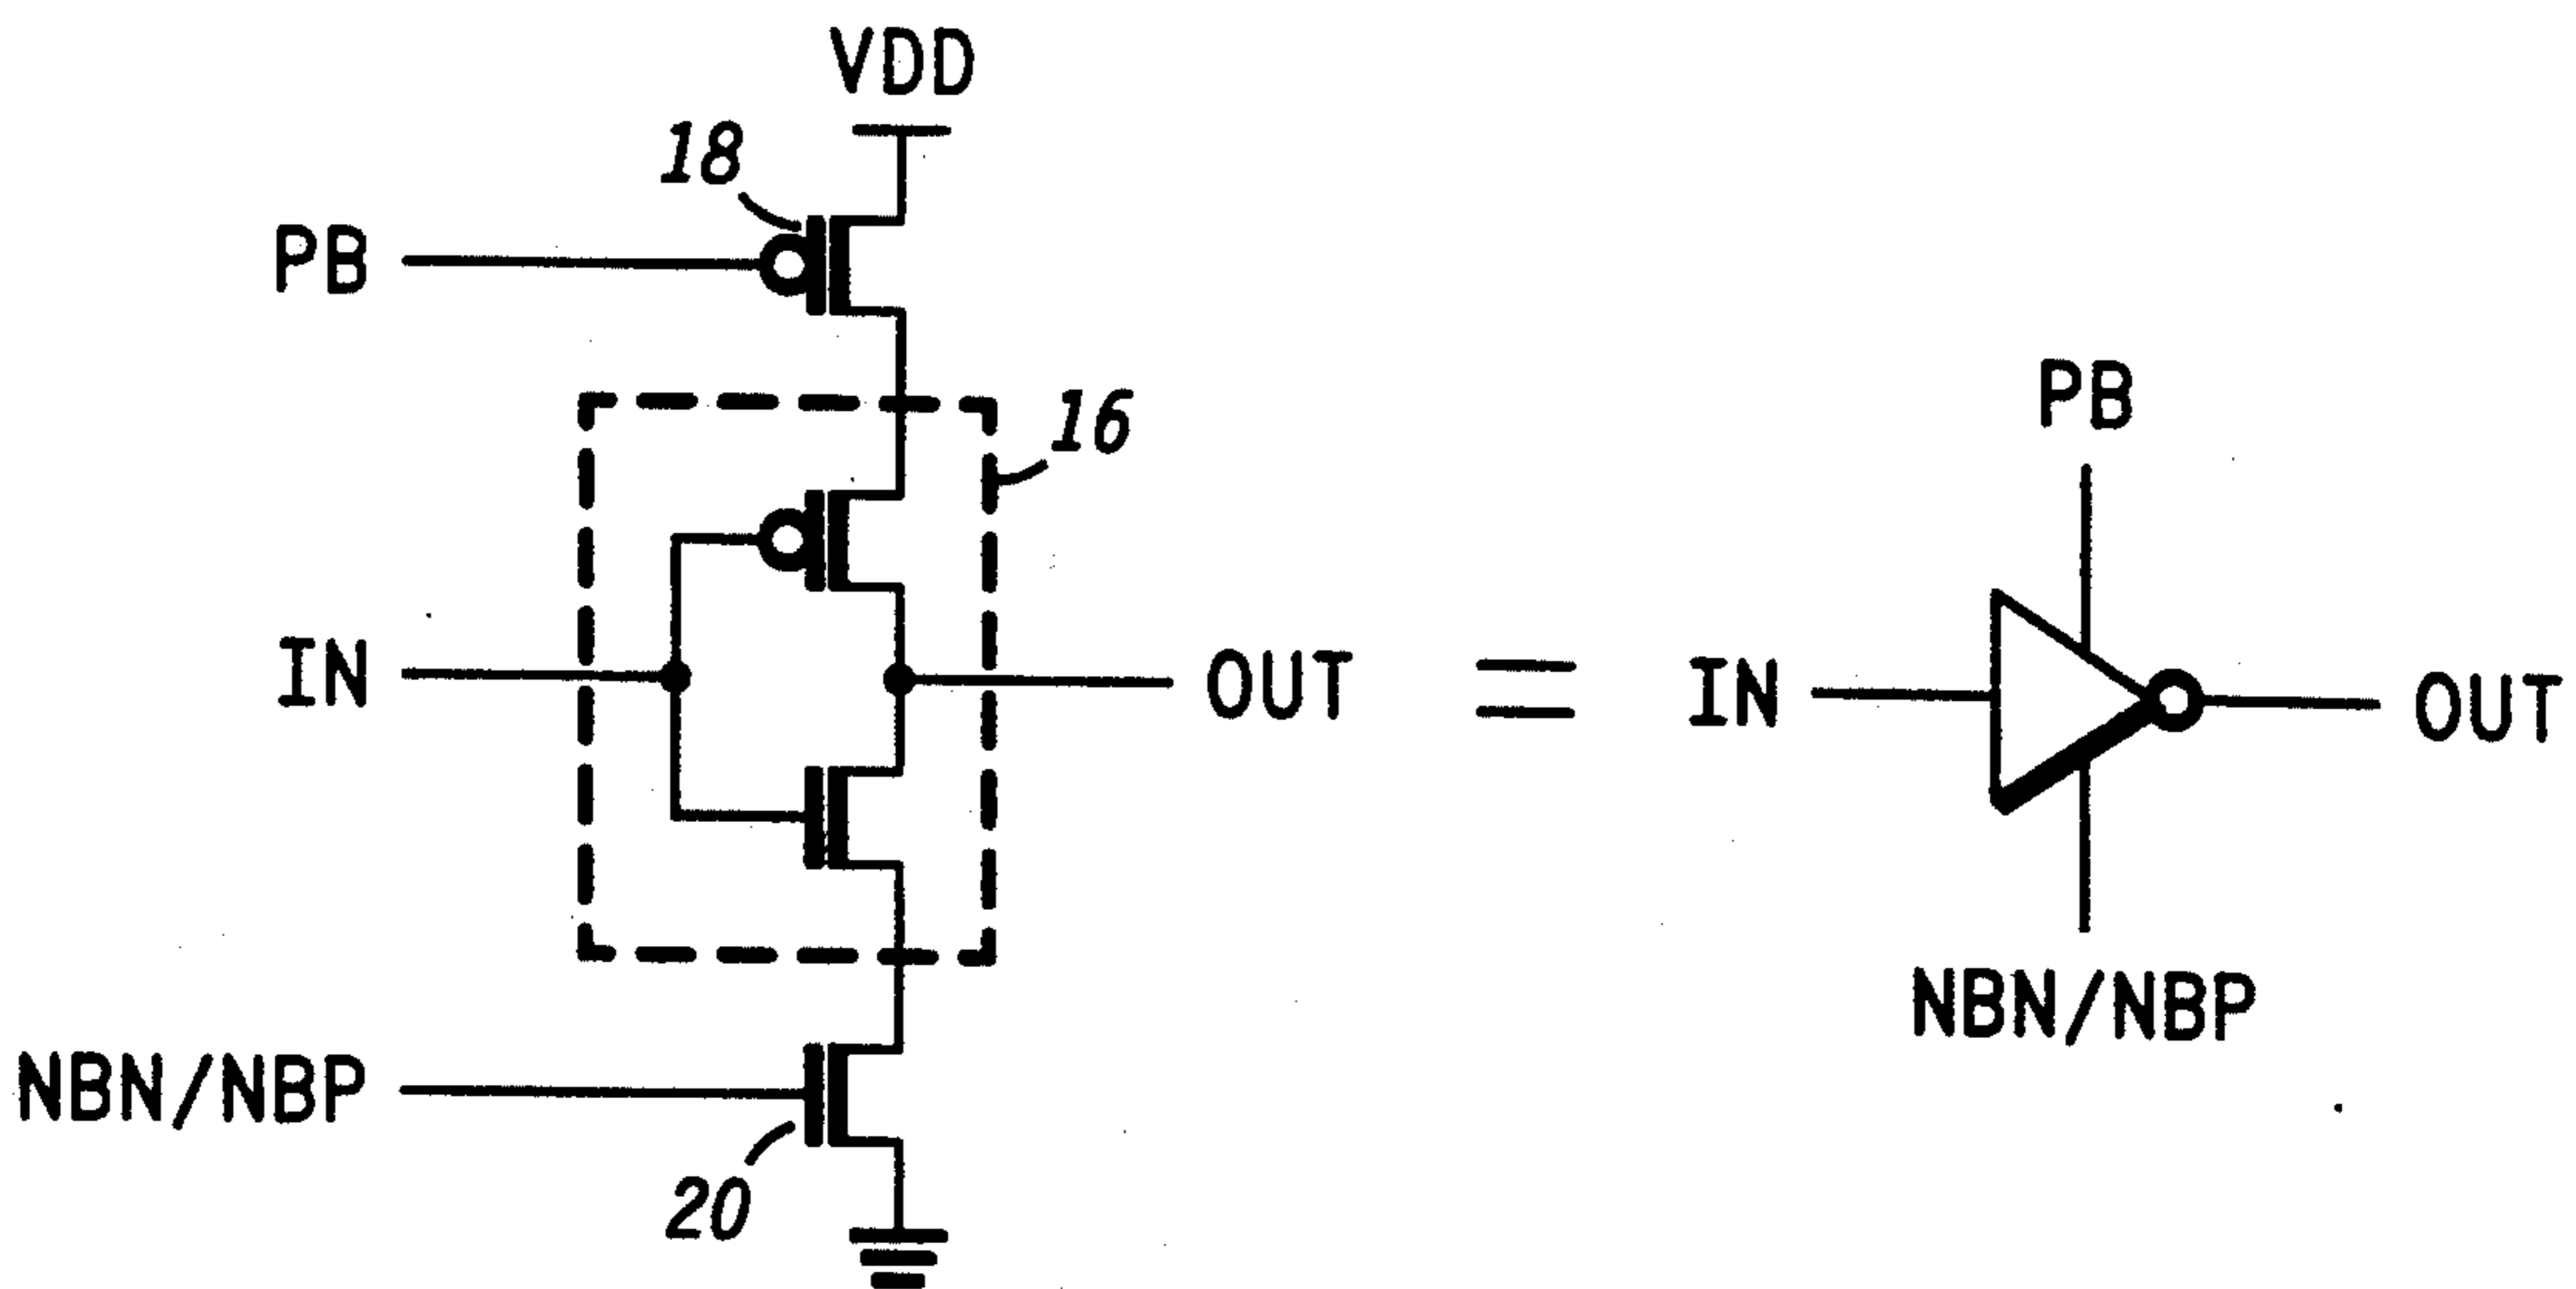 VDD
18
PB
16
IN
OUT
NBN/NBP
20
=
PB
IN
OUT
NBN/NBP